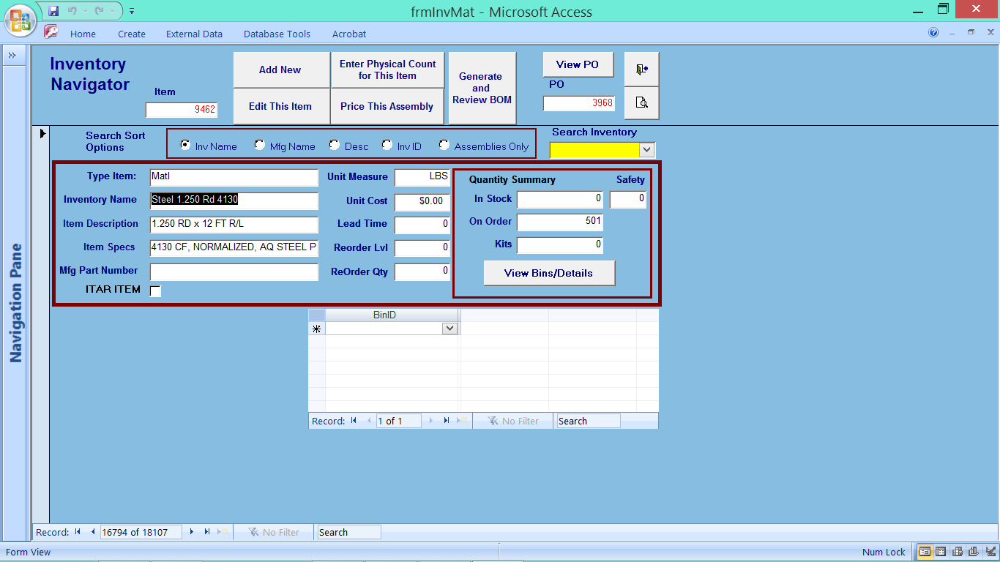 frmInvMat - Microsoft Access
Home Create External Data Database Tools Acrobat
Inventory
Navigator
Item
9462
Add New
Edit This Item
Enter Physical Count
for This Item
Price This Assembly
Generate
and
Review BOM
View PO
PO
3968
Search Sort
Options
Inv Name Mfg Name Desc Inv ID Assemblies Only
Search Inventory
Type Item: Matl
Inventory Name Steel 1.250 Rd 4130
Item Description 1.250 RD x 12 FT R/L
Item Specs 4130 CF, NORMALIZED, AQ STEEL P
Mfg Part Number
ITAR ITEM
Unit Measure LBS
Unit Cost $0.00
Lead Time 0
Reorder Lvl 0
ReOrder Qty 0
Quantity Summary Safety
In Stock 0 0
On Order 501
Kits 0
View Bins/Details
BinID
Record: 1 of 1 No Filter Search
Navigation Pane
Record: 16794 of 18107 No Filter Search
Form View Num Lock